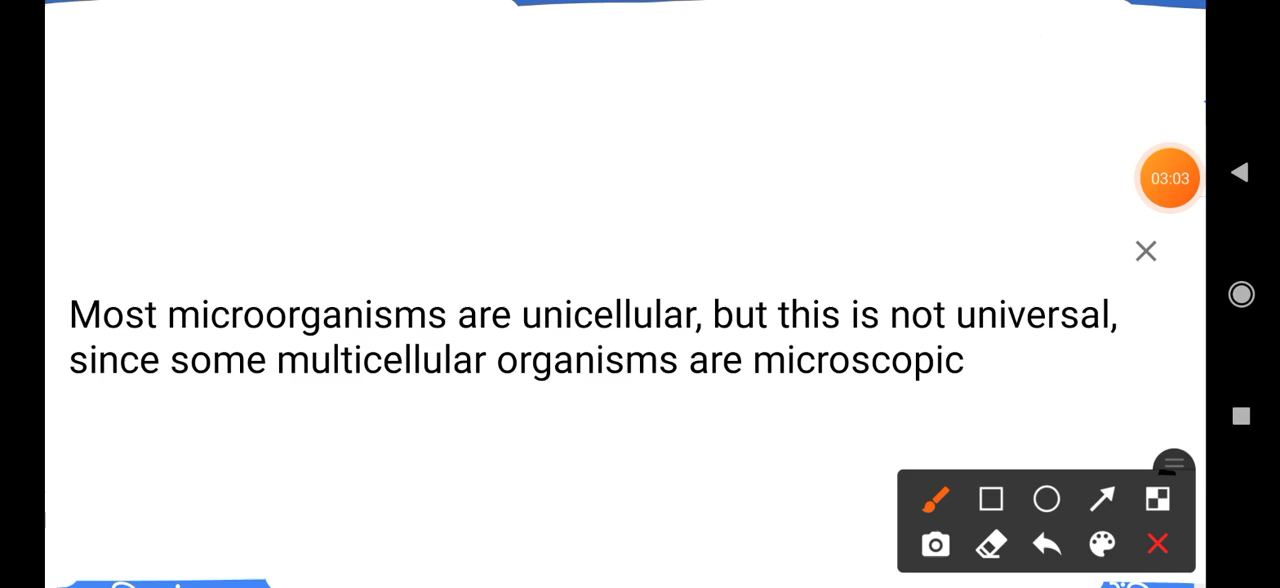 03:03
Most microorganisms are unicellular, but this is not universal,
since some multicellular organisms are microscopic